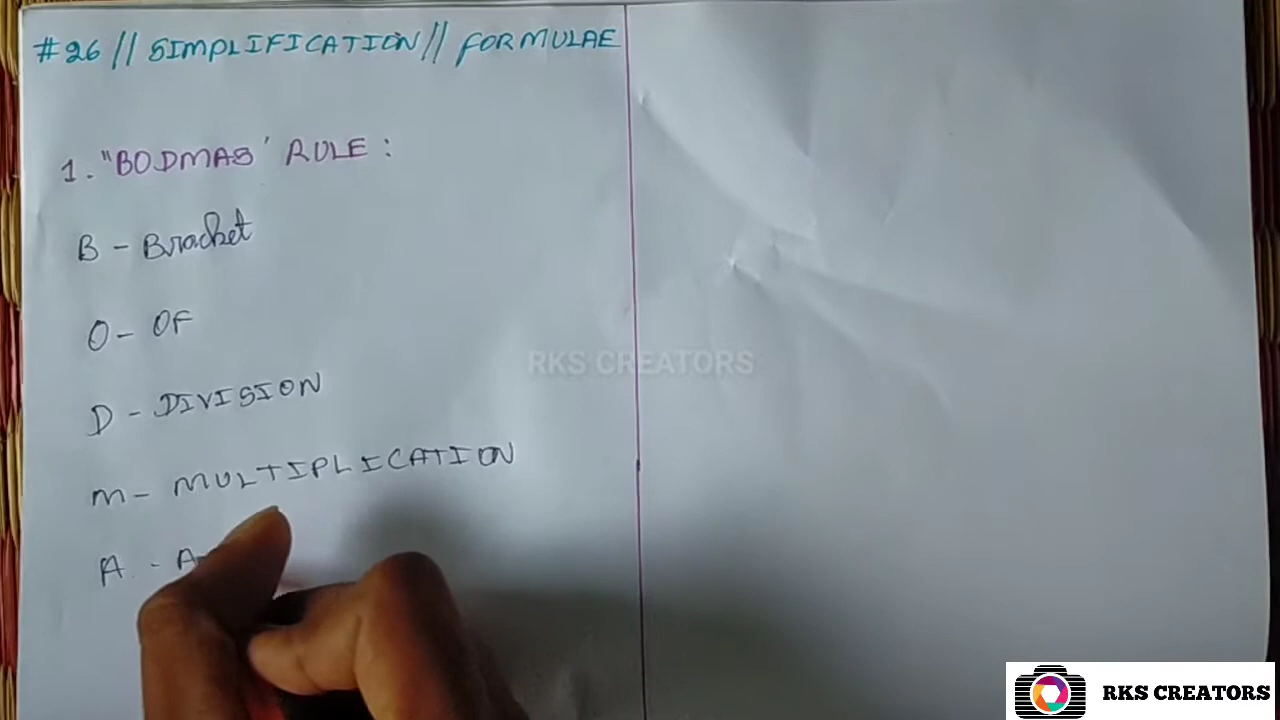 #26 // SIMPLIFICATION // FORMULAE
1. "BODMAS' RULE :
B - Bracket
O - OF
D - DIVISION
M - MULTIPLICATION
A - A
RKS CREATORS
RKS CREATORS